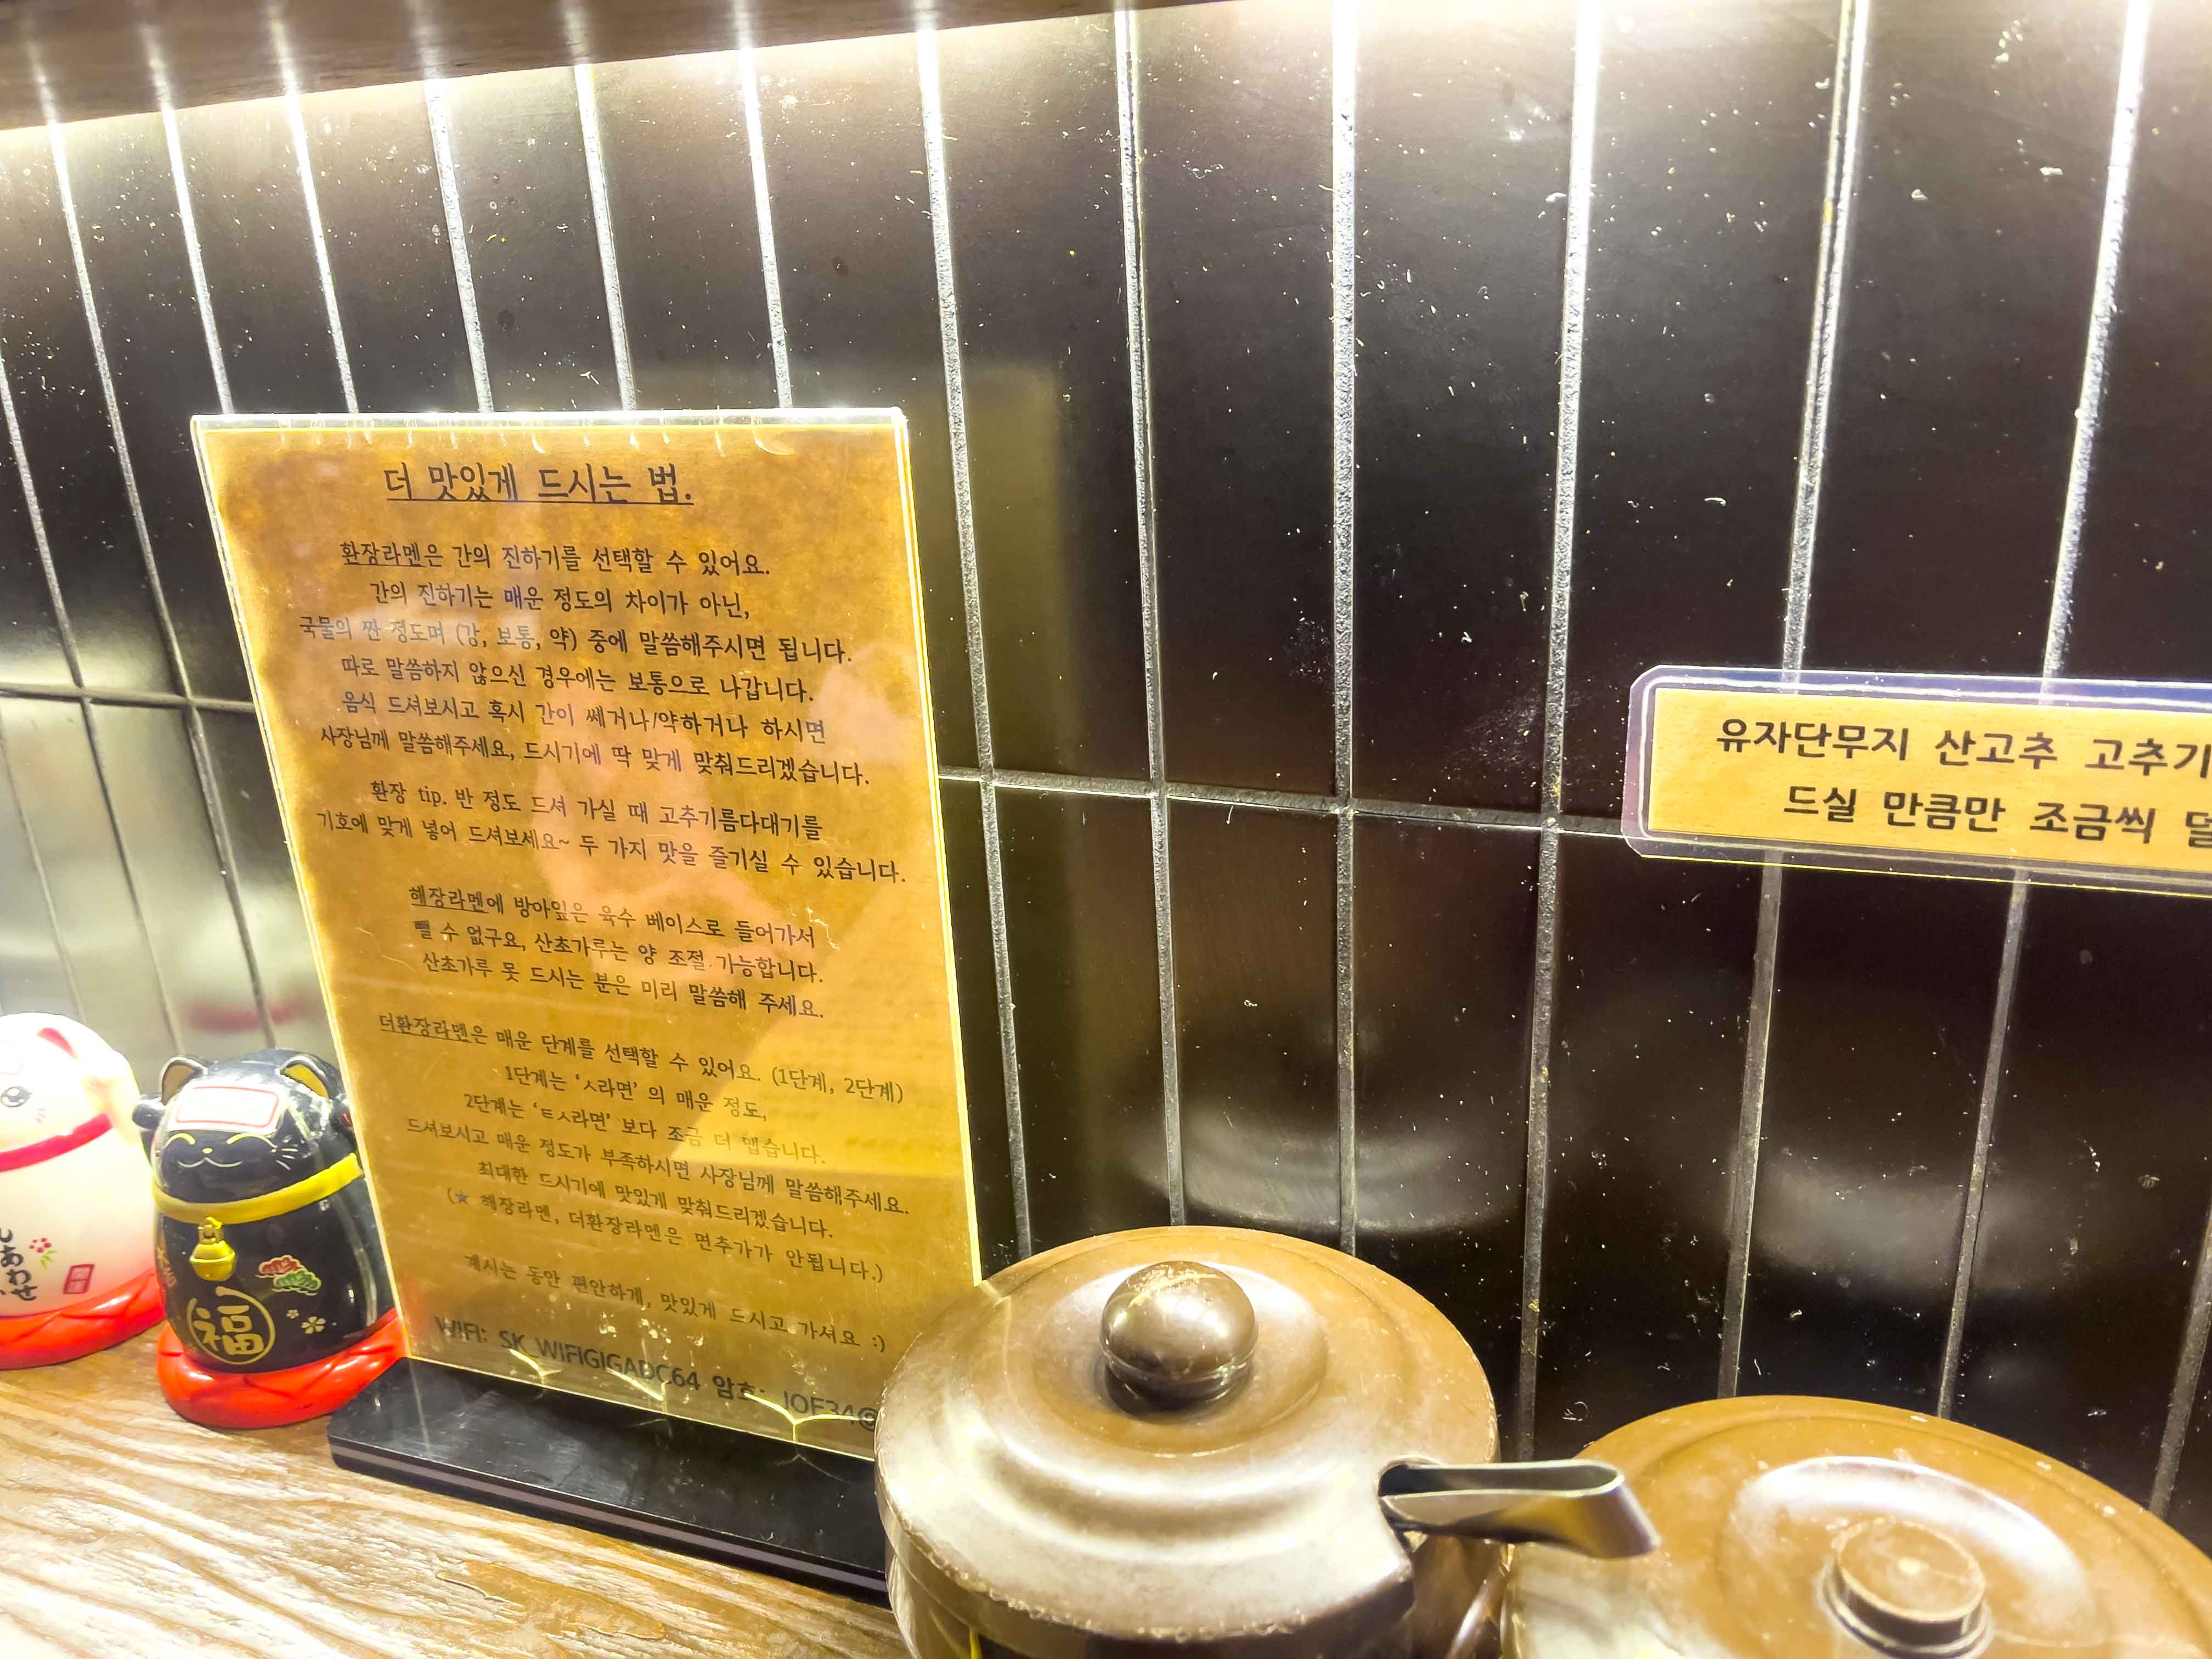 더 맛있게 드시는 법.
환장라멘은 간의 진하기를 선택할 수 있어요.
간의 진하기는 매운 정도의 차이가 아닌,
국물의 짠 정도며 (강, 보통, 약) 중에 말씀해주시면 됩니다.
따로 말씀하지 않으신 경우에는 보통으로 나갑니다.
음식 드셔보시고 혹시 간이 쎄거나/약하거나 하시면
사장님께 말씀해주세요, 드시기에 딱 맞게 맞춰드리겠습니다.
환장 tip. 반 정도 드셔 가실 때 고추기름다대기를
기호에 맞게 넣어 드셔보세요~ 두 가지 맛을 즐기실 수 있습니다.
해장라멘에 방아잎은 육수 베이스로 들어가서
뺄 수 없구요, 산초가루는 양 조절 가능합니다.
산초가루 못 드시는 분은 미리 말씀해 주세요.
더환장라멘은 매운 단계를 선택할 수 있어요. (1단계, 2단계)
1단계는 'ㅅ라면' 의 매운 정도,
2단계는 'ㅌㅅ라면' 보다 조금 더 맵습니다.
드셔보시고 매운 정도가 부족하시면 사장님께 말씀해주세요.
최대한 드시기에 맛있게 맞춰드리겠습니다.
(★ 해장라멘, 더환장라멘은 면추가가 안됩니다.)
계시는 동안 편안하게, 맛있게 드시고 가셔요 :)
WIFI: SK_WIFIGIGADC64 암호:
유자단무지 산고추 고추기
드실 만큼만 조금씩 덜
福
しあわせ